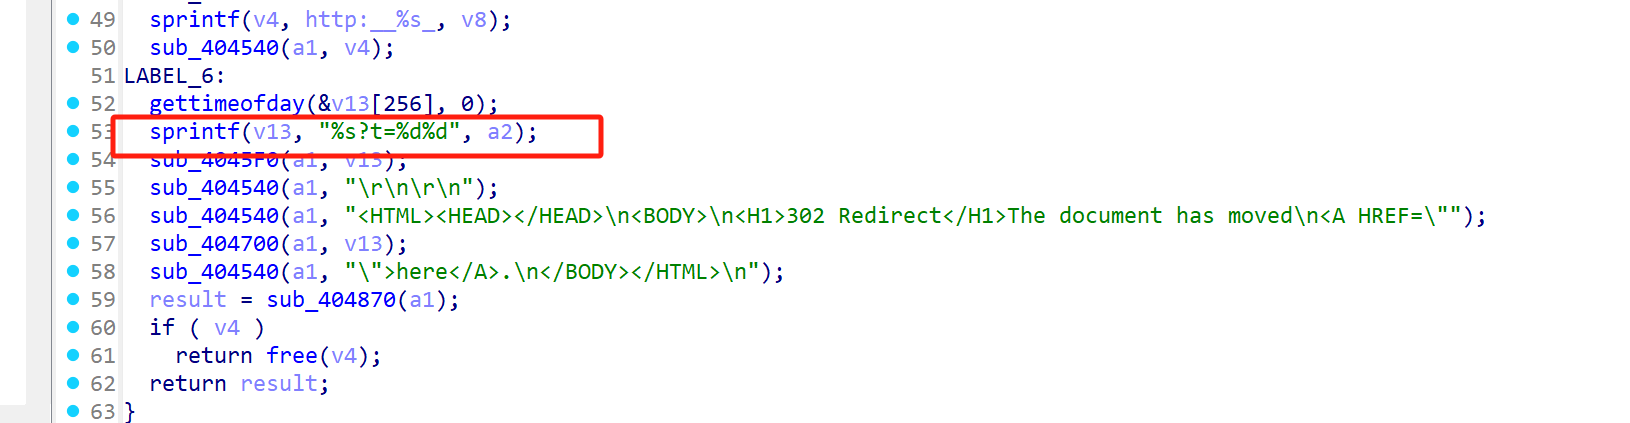 49 sprintf(v4, http:__%s_, v8);
50 sub_404540(a1, v4);
51 LABEL_6:
52 gettimeofday(&v13[256], 0);
53 sprintf(v13, "%s?t=%d%d", a2);
54 sub_4045F0(a1, v13);
55 sub_404540(a1, "\r\n\r\n");
56 sub_404540(a1, "<HTML><HEAD></HEAD>\n<BODY>\n<H1>302 Redirect</H1>The document has moved\n<A HREF=\"");
57 sub_404700(a1, v13);
58 sub_404540(a1, "\">here</A>.\n</BODY></HTML>\n");
59 result = sub_404870(a1);
60 if ( v4 )
61 return free(v4);
62 return result;
63 }